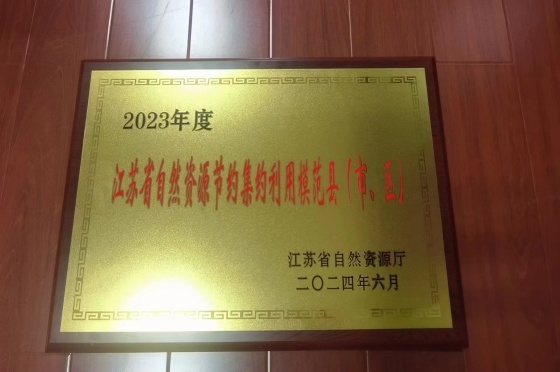 2023年度
江苏省自然资源节约集约利用模范县（市、区）
江苏省自然资源厅
二〇二四年六月